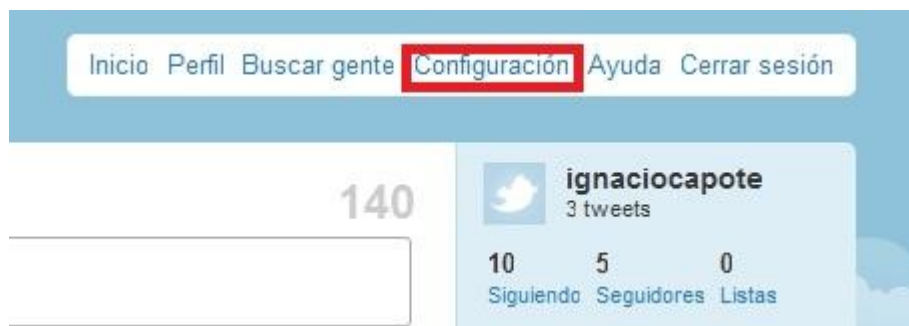 Inicio Perfil Buscar gente Configuración Ayuda Cerrar sesión
140
ignaciocapote
3 tweets
10 5 0
Siguiendo Seguidores Listas